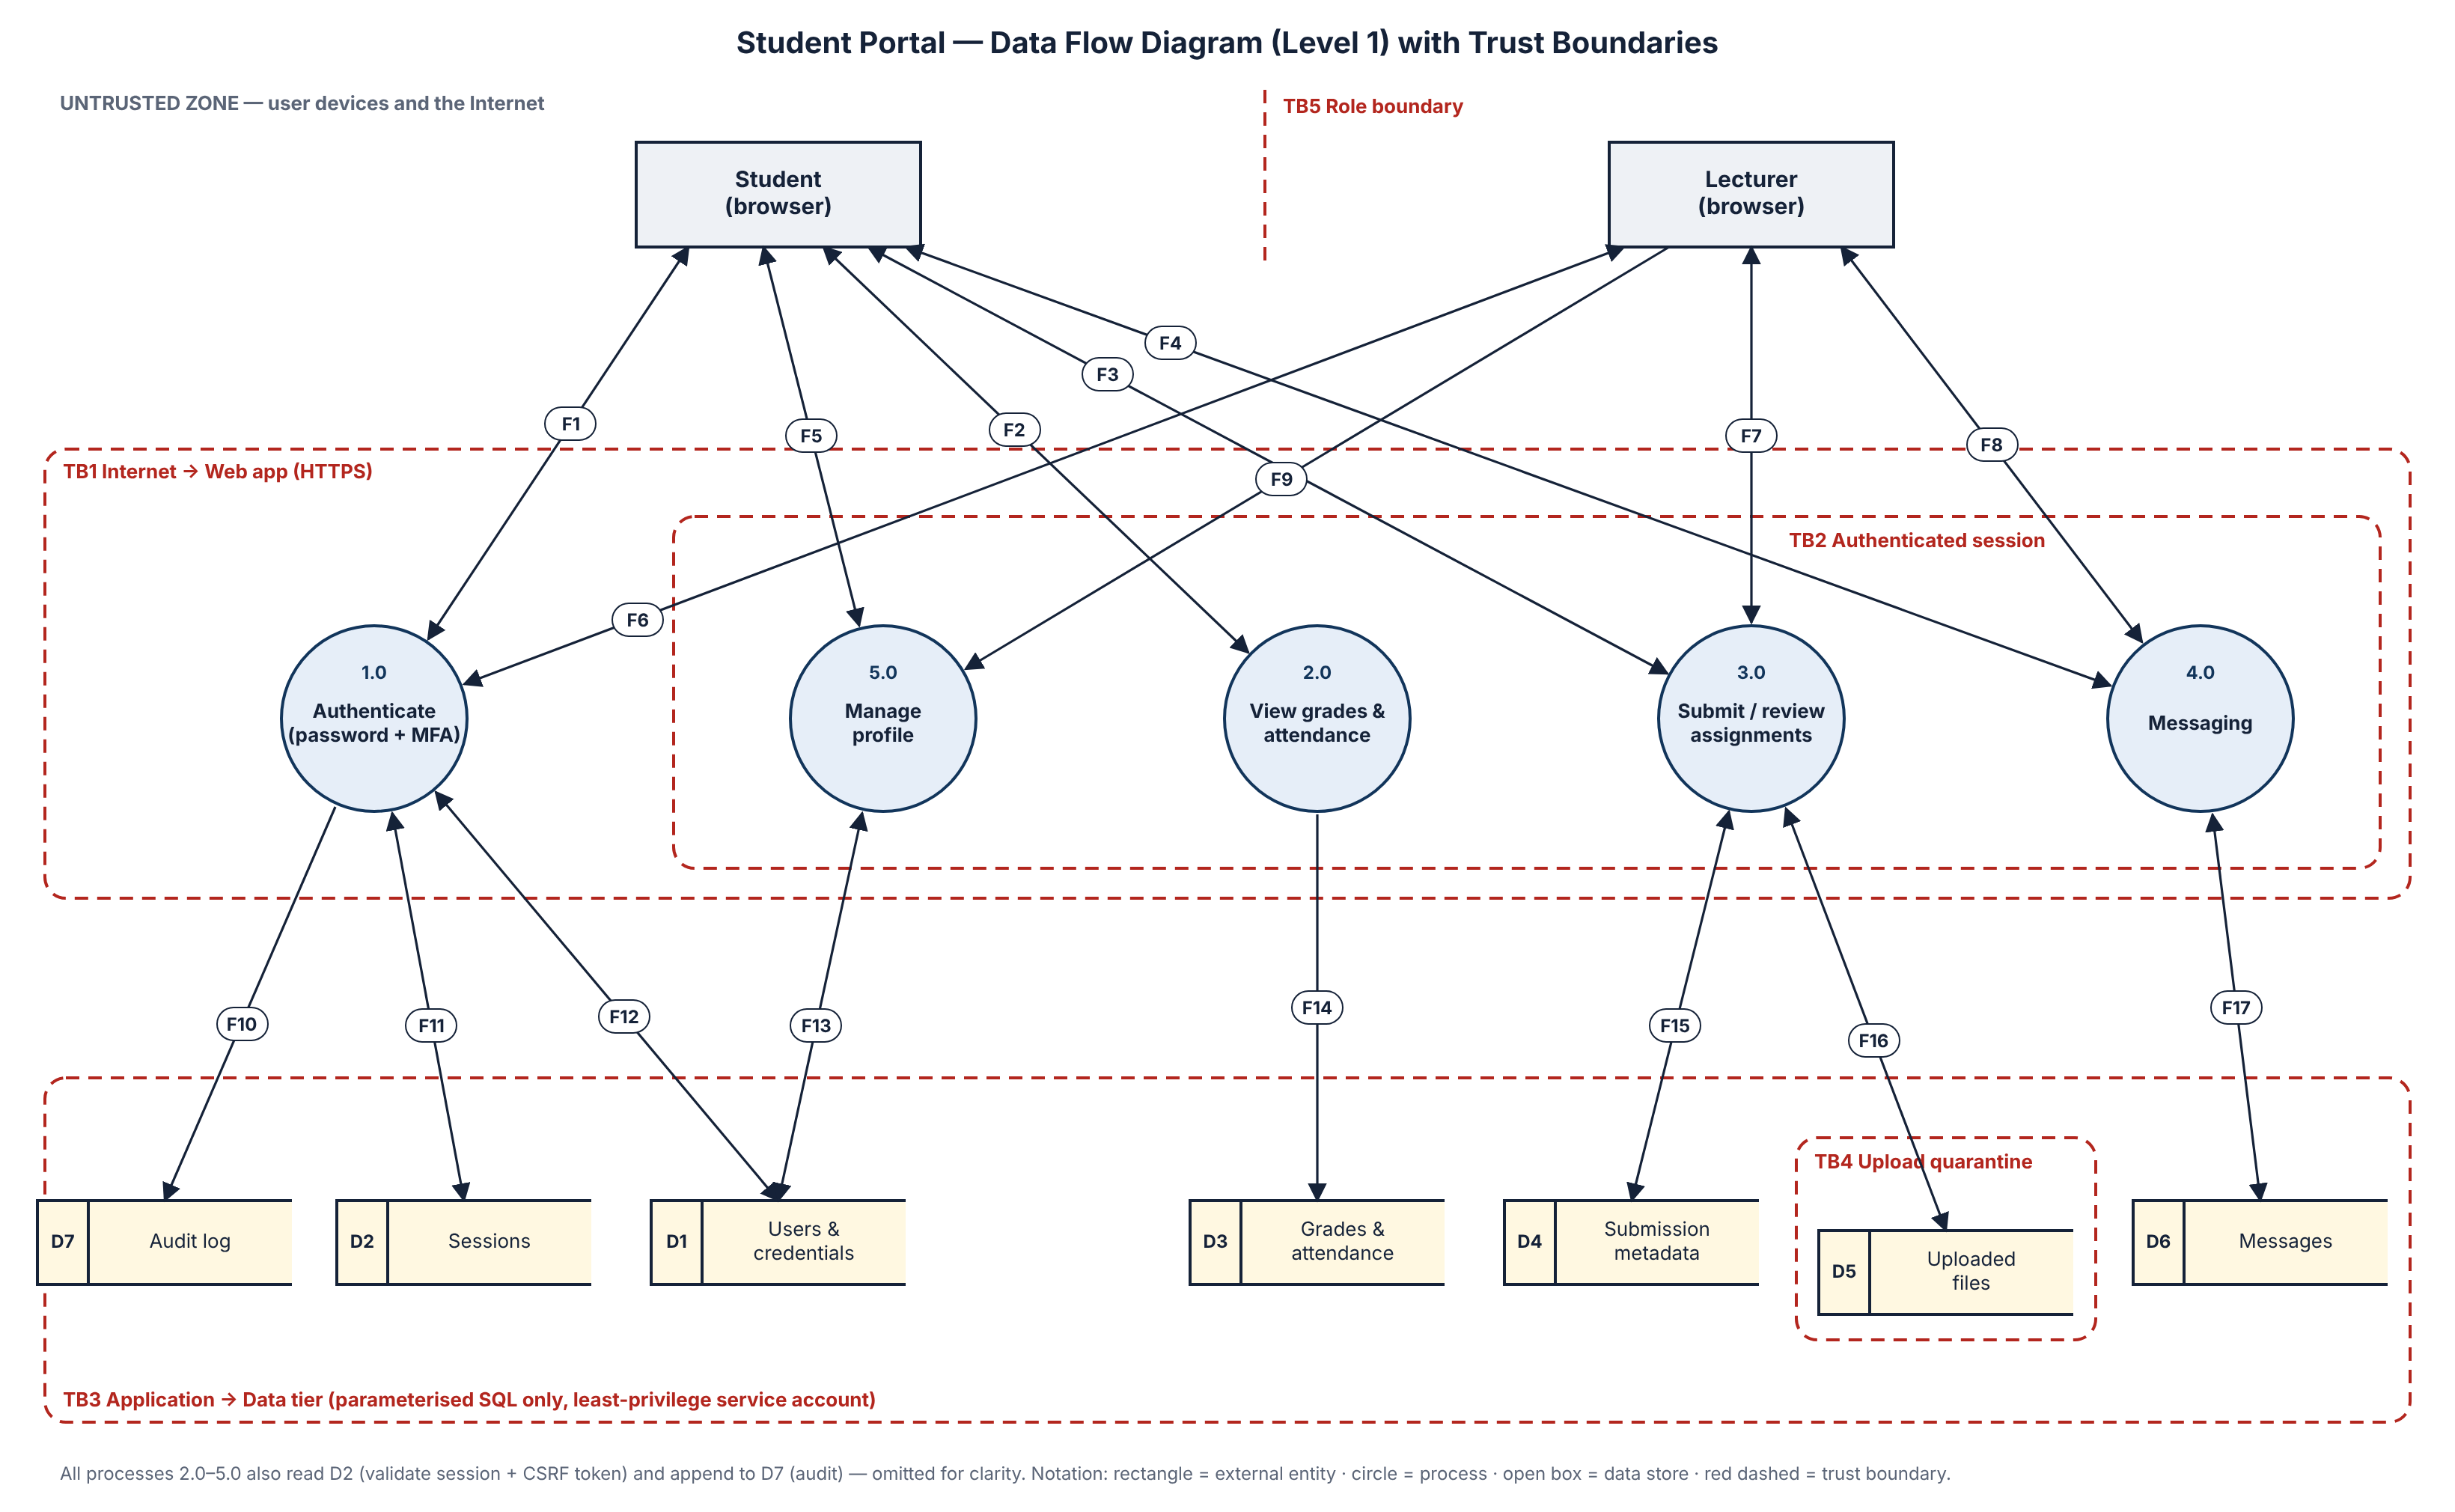 Student Portal — Data Flow Diagram (Level 1) with Trust Boundaries
UNTRUSTED ZONE — user devices and the Internet
TB5 Role boundary
Student
(browser)
Lecturer
(browser)
F4
F3
F1
F5
F2
F7
F8
TB1 Internet → Web app (HTTPS)
F9
TB2 Authenticated session
F6
1.0
Authenticate
(password + MFA)
5.0
Manage
profile
2.0
View grades &
attendance
3.0
Submit / review
assignments
4.0
Messaging
F10
F11
F12
F13
F14
F15
F16
F17
TB4 Upload quarantine
D7
Audit log
D2
Sessions
D1
Users &
credentials
D3
Grades &
attendance
D4
Submission
metadata
D5
Uploaded
files
D6
Messages
TB3 Application → Data tier (parameterised SQL only, least-privilege service account)
All processes 2.0–5.0 also read D2 (validate session + CSRF token) and append to D7 (audit) — omitted for clarity. Notation: rectangle = external entity · circle = process · open box = data store · red dashed = trust boundary.